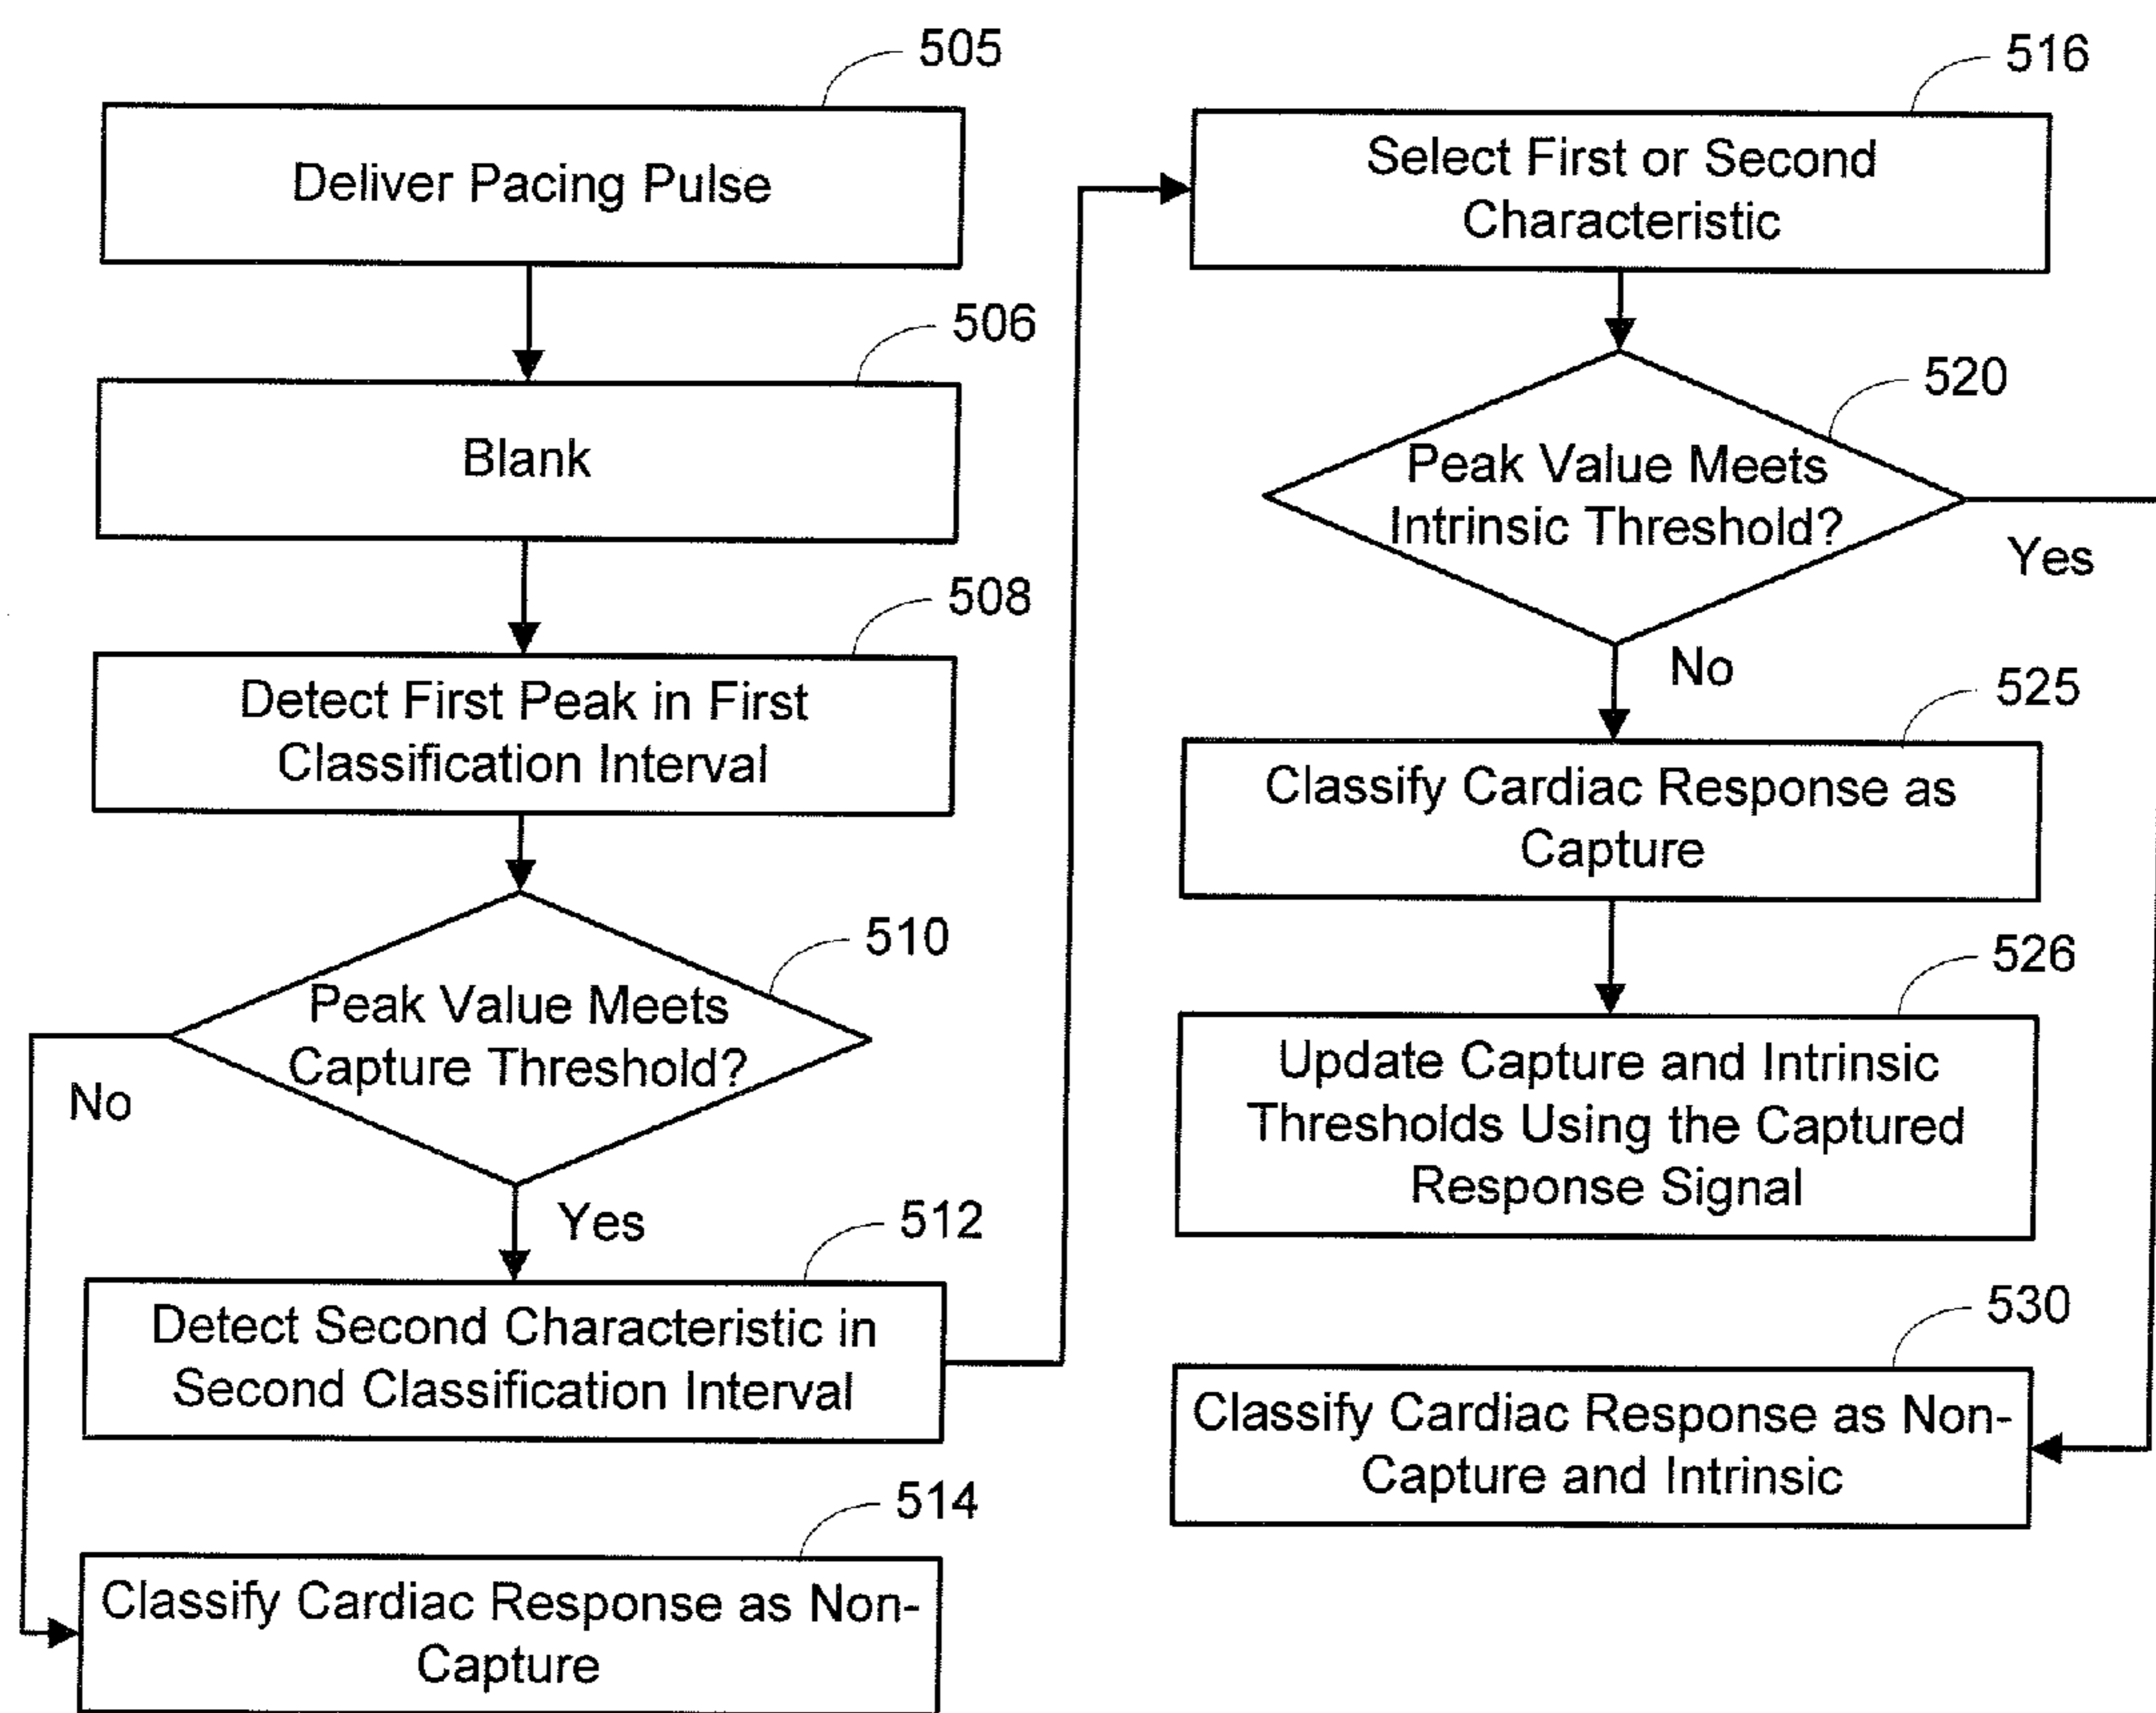 505
Deliver Pacing Pulse
506
Blank
508
Detect First Peak in First
Classification Interval
510
Peak Value Meets
Capture Threshold?
No
Yes
512
Detect Second Characteristic in
Second Classification Interval
514
Classify Cardiac Response as Non-
Capture
516
Select First or Second
Characteristic
520
Peak Value Meets
Intrinsic Threshold?
Yes
No
525
Classify Cardiac Response as
Capture
526
Update Capture and Intrinsic
Thresholds Using the Captured
Response Signal
530
Classify Cardiac Response as Non-
Capture and Intrinsic